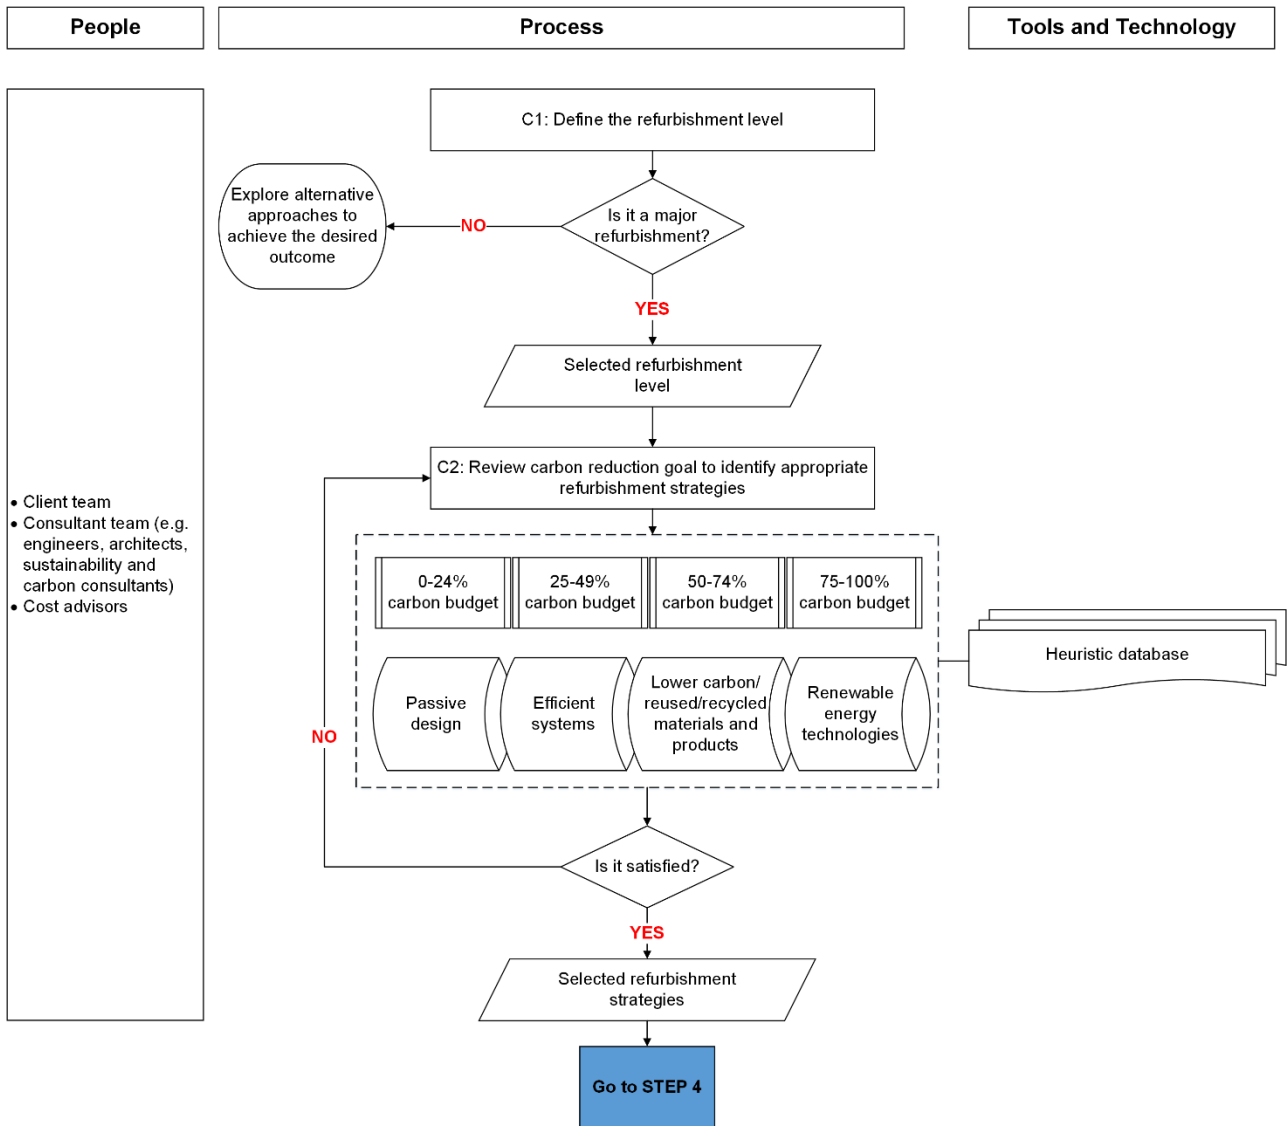 People
Process
Tools and Technology
C1: Define the refurbishment level
Explore alternative
approaches to
achieve the desired
outcome
NO
Is it a major
refurbishment?
YES
Selected refurbishment
level
C2: Review carbon reduction goal to identify appropriate
refurbishment strategies
• Client team
• Consultant team (e.g.
engineers, architects,
sustainability and
carbon consultants)
• Cost advisors
0-24%
carbon budget
25-49%
carbon budget
50-74%
carbon budget
75-100%
carbon budget
Heuristic database
Passive
design
Efficient
systems
Lower carbon/
reused/recycled
materials and
products
Renewable
energy
technologies
NO
Is it satisfied?
YES
Selected refurbishment
strategies
Go to STEP 4